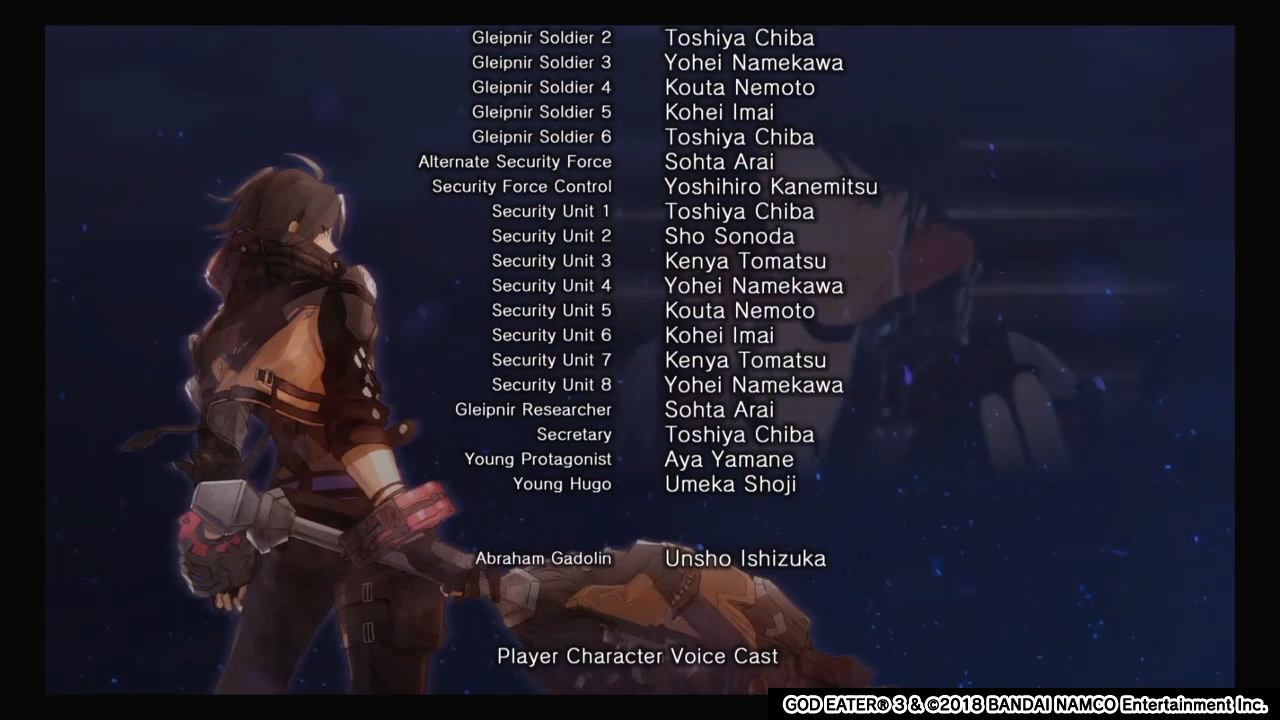 Gleipnir Soldier 2 Toshiya Chiba
Gleipnir Soldier 3 Yohei Namekawa
Gleipnir Soldier 4 Kouta Nemoto
Gleipnir Soldier 5 Kohei Imai
Gleipnir Soldier 6 Toshiya Chiba
Alternate Security Force Sohta Arai
Security Force Control Yoshihiro Kanemitsu
Security Unit 1 Toshiya Chiba
Security Unit 2 Sho Sonoda
Security Unit 3 Kenya Tomatsu
Security Unit 4 Yohei Namekawa
Security Unit 5 Kouta Nemoto
Security Unit 6 Kohei Imai
Security Unit 7 Kenya Tomatsu
Security Unit 8 Yohei Namekawa
Gleipnir Researcher Sohta Arai
Secretary Toshiya Chiba
Young Protagonist Aya Yamane
Young Hugo Umeka Shoji
Abraham Gadolin Unsho Ishizuka
Player Character Voice Cast
GOD EATER® 3 & ©2018 BANDAI NAMCO Entertainment Inc.